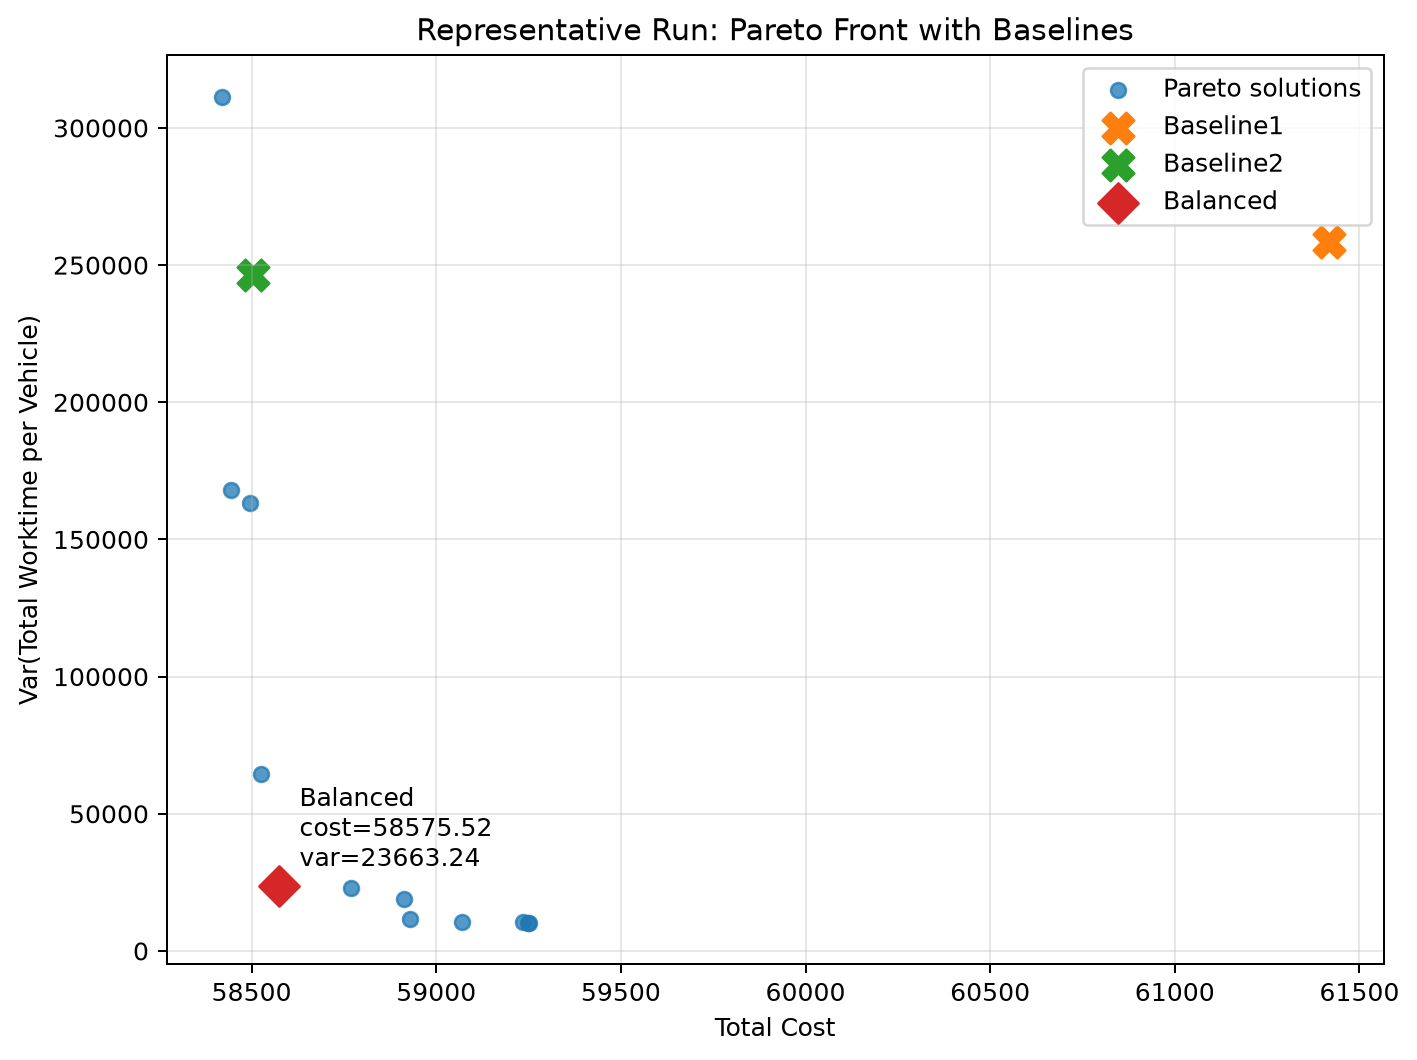 Representative Run: Pareto Front with Baselines
Pareto solutions
Baseline1
Baseline2
Balanced
300000
250000
200000
150000
100000
50000
0
Var(Total Worktime per Vehicle)
Balanced
cost=58575.52
var=23663.24
58500
59000
59500
60000
60500
61000
61500
Total Cost